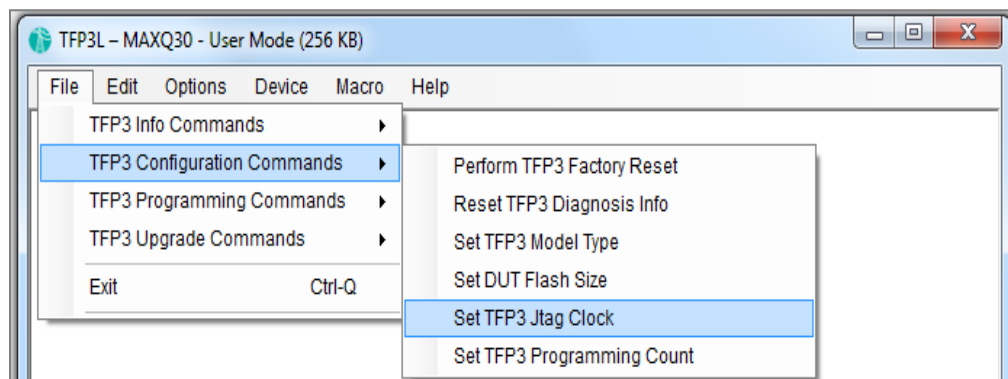 TFP3L – MAXQ30 - User Mode (256 KB)
File Edit Options Device Macro Help
TFP3 Info Commands
TFP3 Configuration Commands
TFP3 Programming Commands
TFP3 Upgrade Commands
Exit Ctrl-Q
Perform TFP3 Factory Reset
Reset TFP3 Diagnosis Info
Set TFP3 Model Type
Set DUT Flash Size
Set TFP3 Jtag Clock
Set TFP3 Programming Count